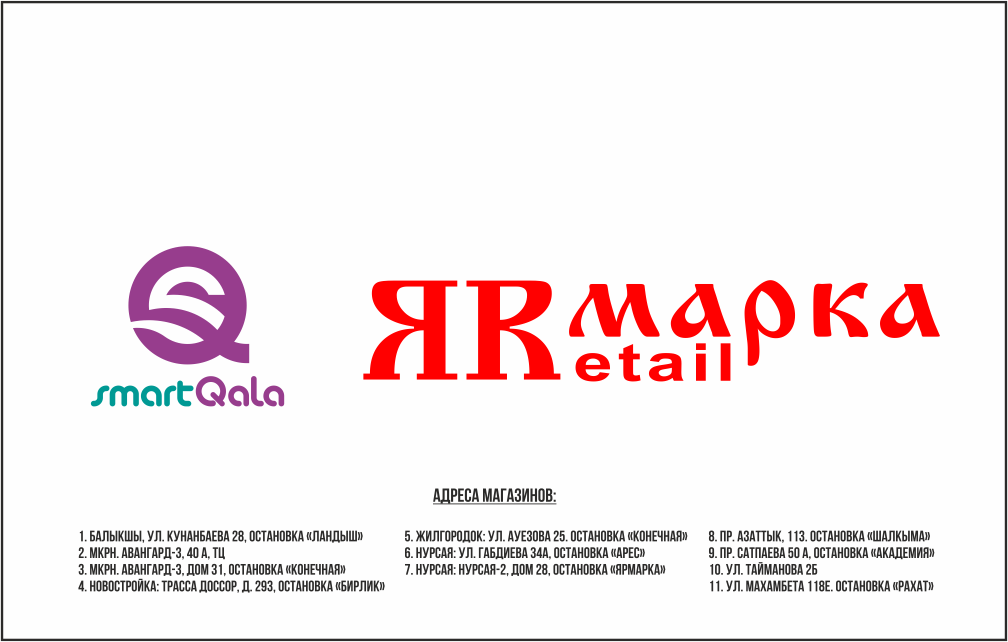 smartQala
ЯRмарка
etail
АДРЕСА МАГАЗИНОВ:
1. БАЛЫКШЫ, УЛ. КУНАНБАЕВА 28, ОСТАНОВКА «ЛАНДЫШ»
2. МКРН. АВАНГАРД-3, 40 А, ТЦ
3. МКРН. АВАНГАРД-3, ДОМ 31, ОСТАНОВКА «КОНЕЧНАЯ»
4. НОВОСТРОЙКА: ТРАССА ДОССОР, Д. 293, ОСТАНОВКА «БИРЛИК»
5. ЖИЛГОРОДОК: УЛ. АУЕЗОВА 25. ОСТАНОВКА «КОНЕЧНАЯ»
6. НУРСАЯ: УЛ. ГАБДИЕВА 34А, ОСТАНОВКА «АРЕС»
7. НУРСАЯ: НУРСАЯ-2, ДОМ 28, ОСТАНОВКА «ЯРМАРКА»
8. ПР. АЗАТТЫК, 113. ОСТАНОВКА «ШАЛКЫМА»
9. ПР. САТПАЕВА 50 А, ОСТАНОВКА «АКАДЕМИЯ»
10. УЛ. ТАЙМАНОВА 2Б
11. УЛ. МАХАМБЕТА 118Е. ОСТАНОВКА «РАХАТ»